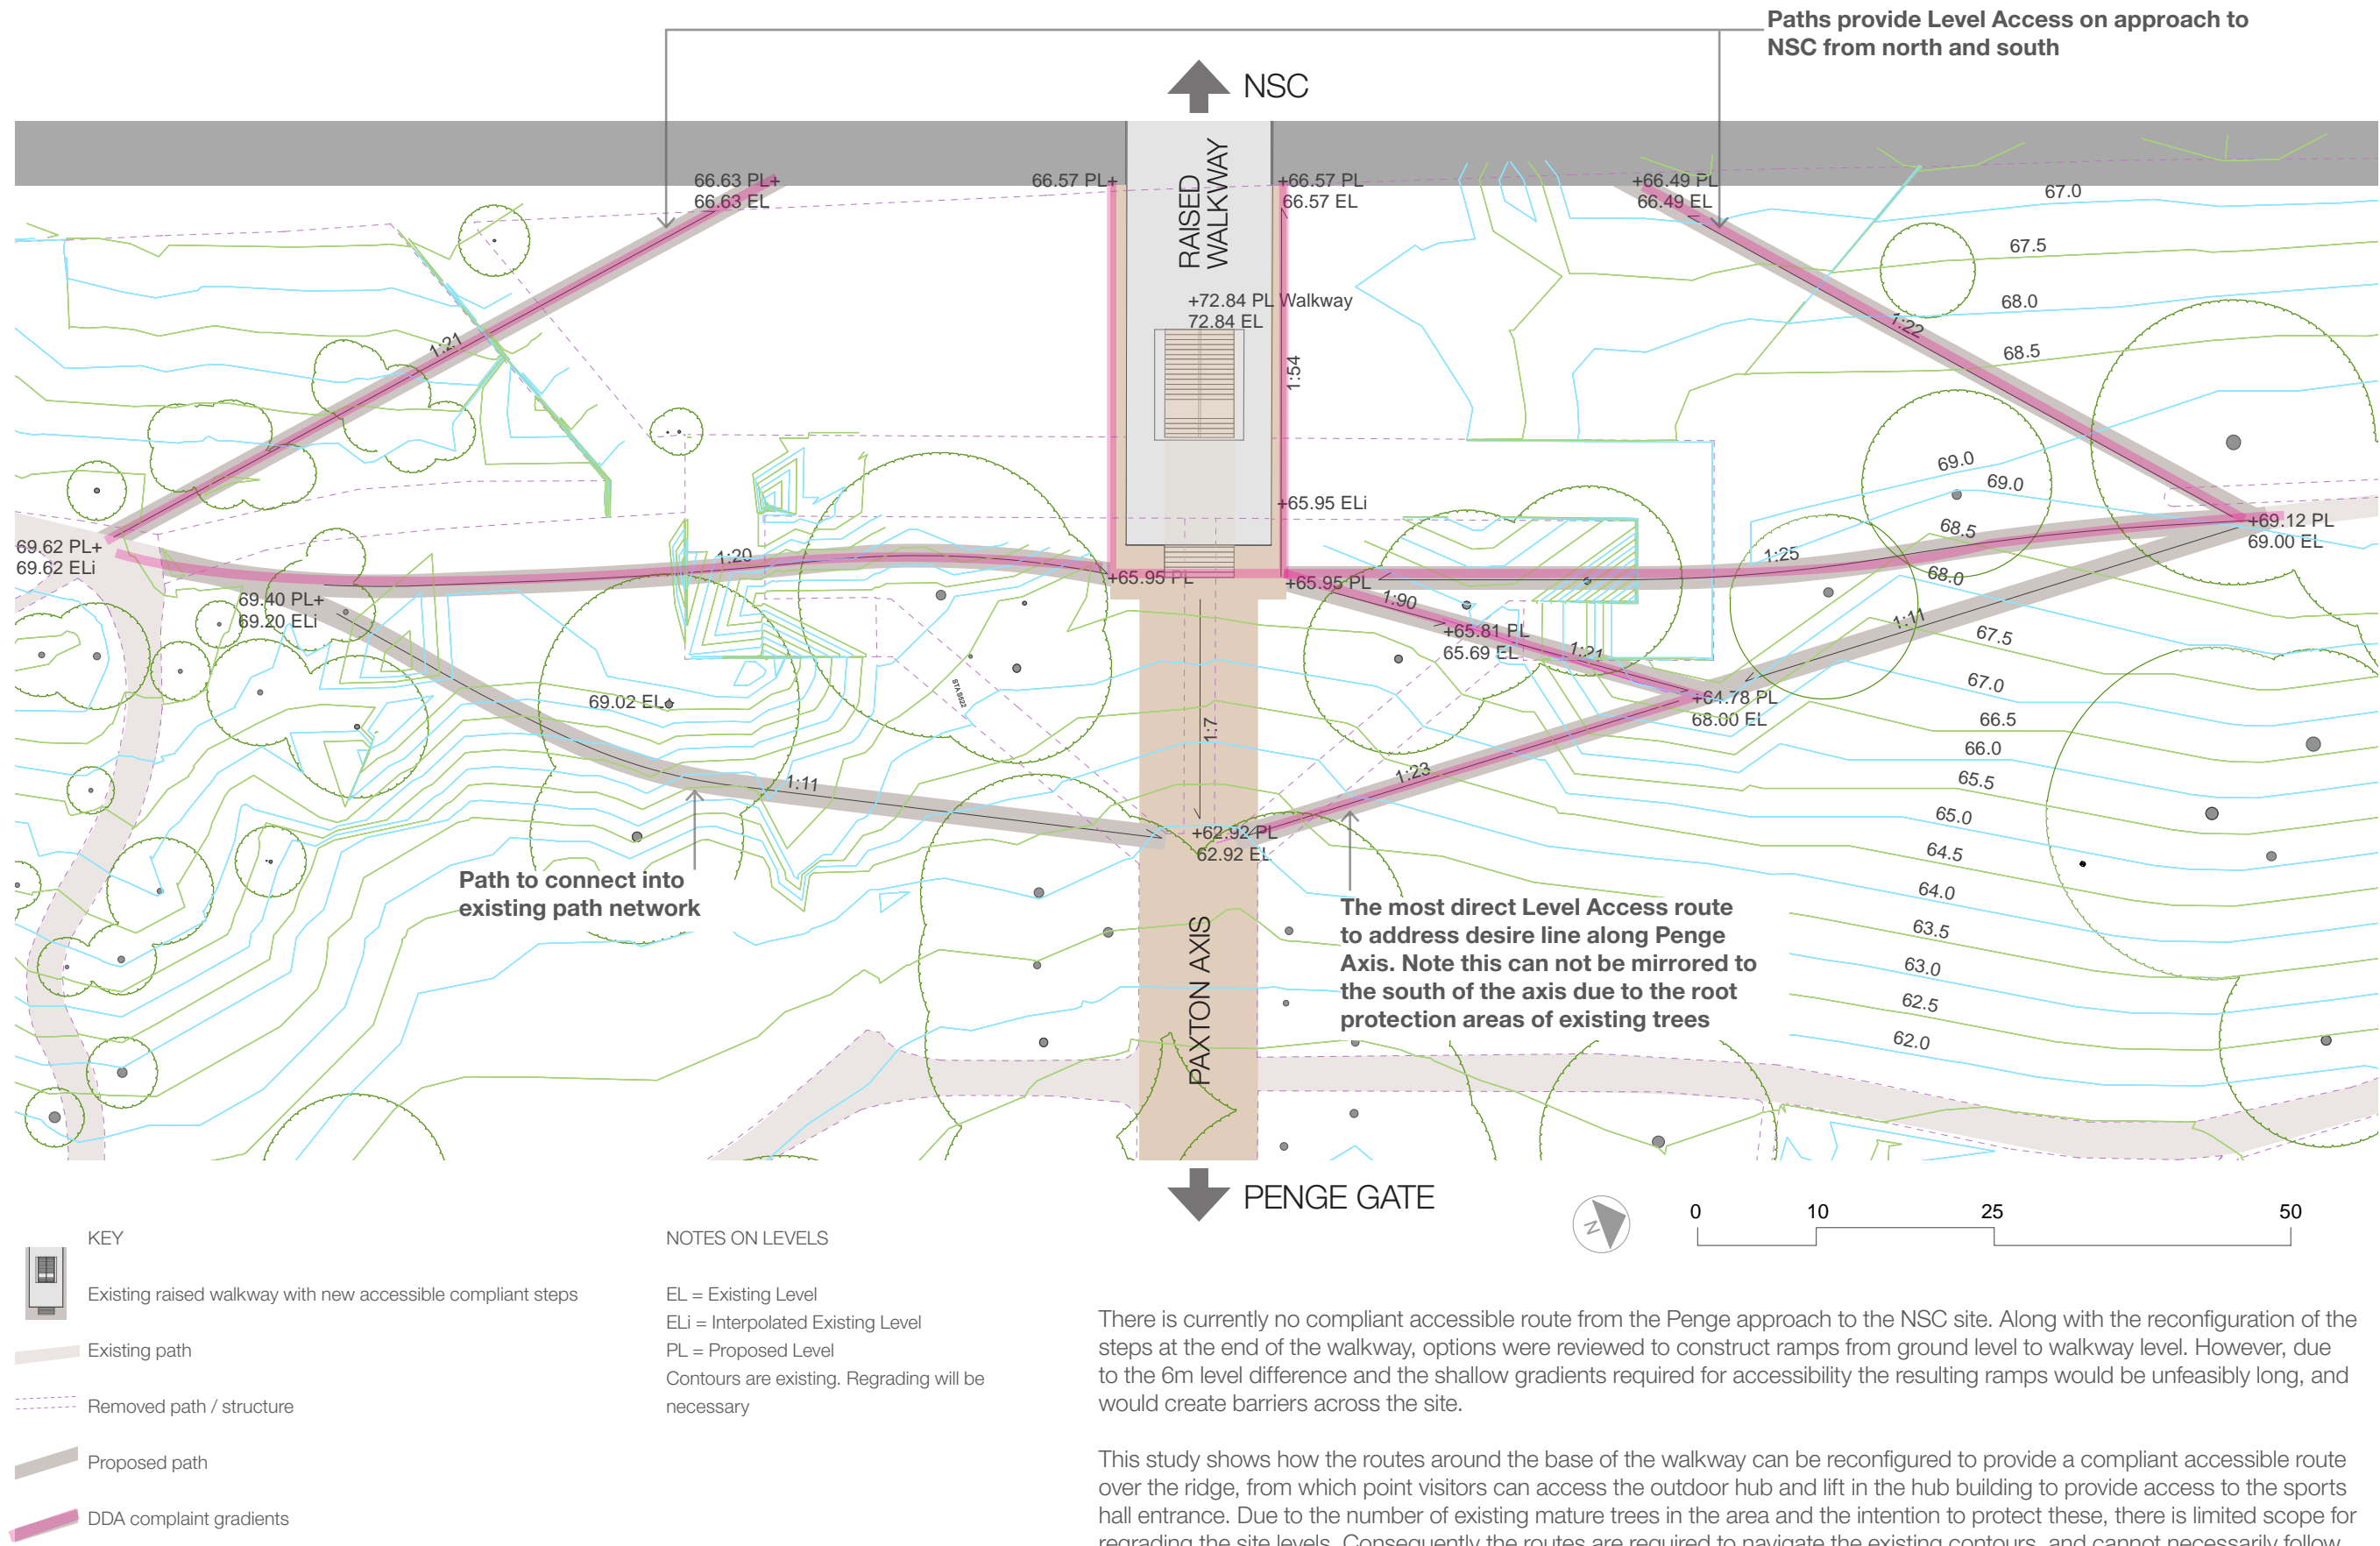 Paths provide Level Access on approach to
NSC from north and south
NSC
RAISED
WALKWAY
66.63 PL+
66.63 EL
66.57 PL+
+66.57 PL
66.57 EL
+66.49 PL
66.49 EL
67.0
67.5
68.0
68.5
+72.84 PL Walkway
72.84 EL
1:21
1:54
1:22
69.0
69.0
68.5
68.0
67.5
67.0
66.5
66.0
65.5
65.0
64.5
64.0
63.5
63.0
62.5
62.0
+65.95 ELi
+69.12 PL
69.00 EL
69.62 PL+
69.62 ELi
1:20
+65.95 PL
+65.95 PL
1:25
69.40 PL+
69.20 ELi
1:90
+65.81 PL
65.69 EL
1:21
1:11
69.02 EL+
STAS022
+64.78 PL
68.00 EL
1:7
1:11
1:23
+62.92 PL
62.92 EL
Path to connect into
existing path network
The most direct Level Access route
to address desire line along Penge
Axis. Note this can not be mirrored to
the south of the axis due to the root
protection areas of existing trees
PAXTON AXIS
PENGE GATE
N
0 10 25 50
KEY
Existing raised walkway with new accessible compliant steps
Existing path
Removed path / structure
Proposed path
DDA complaint gradients
NOTES ON LEVELS
EL = Existing Level
ELi = Interpolated Existing Level
PL = Proposed Level
Contours are existing. Regrading will be
necessary
There is currently no compliant accessible route from the Penge approach to the NSC site. Along with the reconfiguration of the
steps at the end of the walkway, options were reviewed to construct ramps from ground level to walkway level. However, due
to the 6m level difference and the shallow gradients required for accessibility the resulting ramps would be unfeasibly long, and
would create barriers across the site.
This study shows how the routes around the base of the walkway can be reconfigured to provide a compliant accessible route
over the ridge, from which point visitors can access the outdoor hub and lift in the hub building to provide access to the sports
hall entrance. Due to the number of existing mature trees in the area and the intention to protect these, there is limited scope for
regrading the site levels. Consequently the routes are required to navigate the existing contours, and cannot necessarily follow